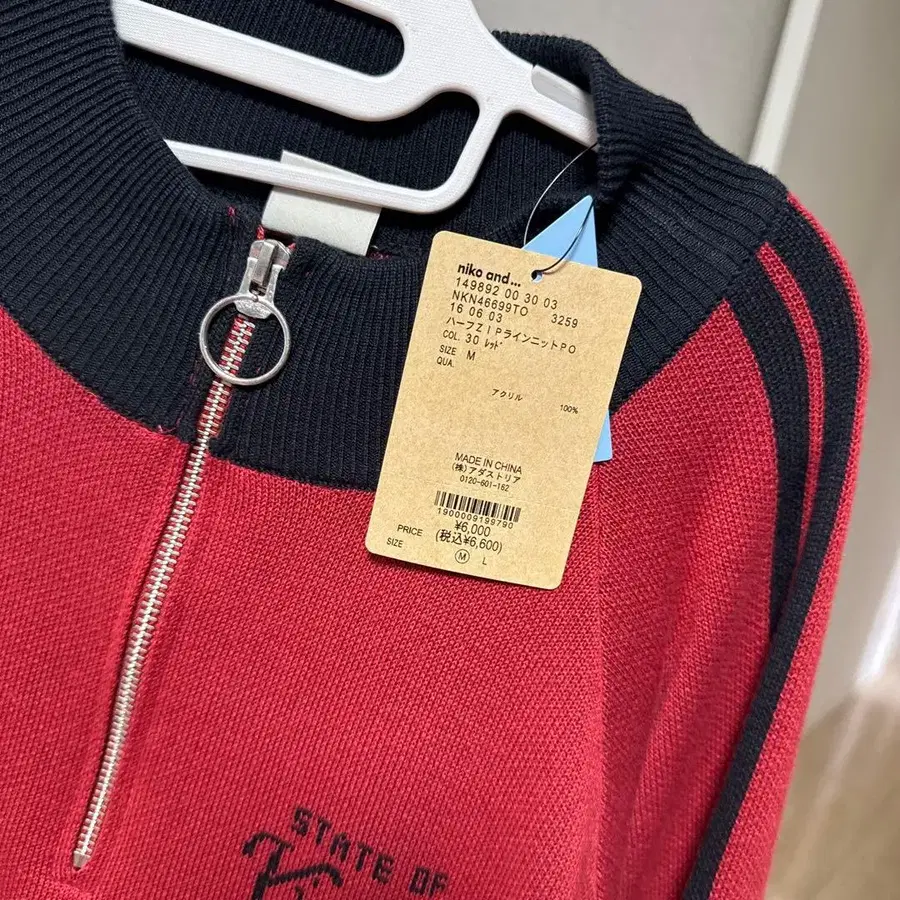 niko and...
149892 00 30 03
NKN46699TO 3259
16 06 03
ハーフZIPラインニットPO
COL. 30 ﾚｯﾄﾞ
SIZE M
QUA.
アクリル 100%
MADE IN CHINA
(株)アダストリア
0120-601-162
1900009199790
PRICE ¥6,000
(税込¥6,600)
SIZE M L
STATE OF